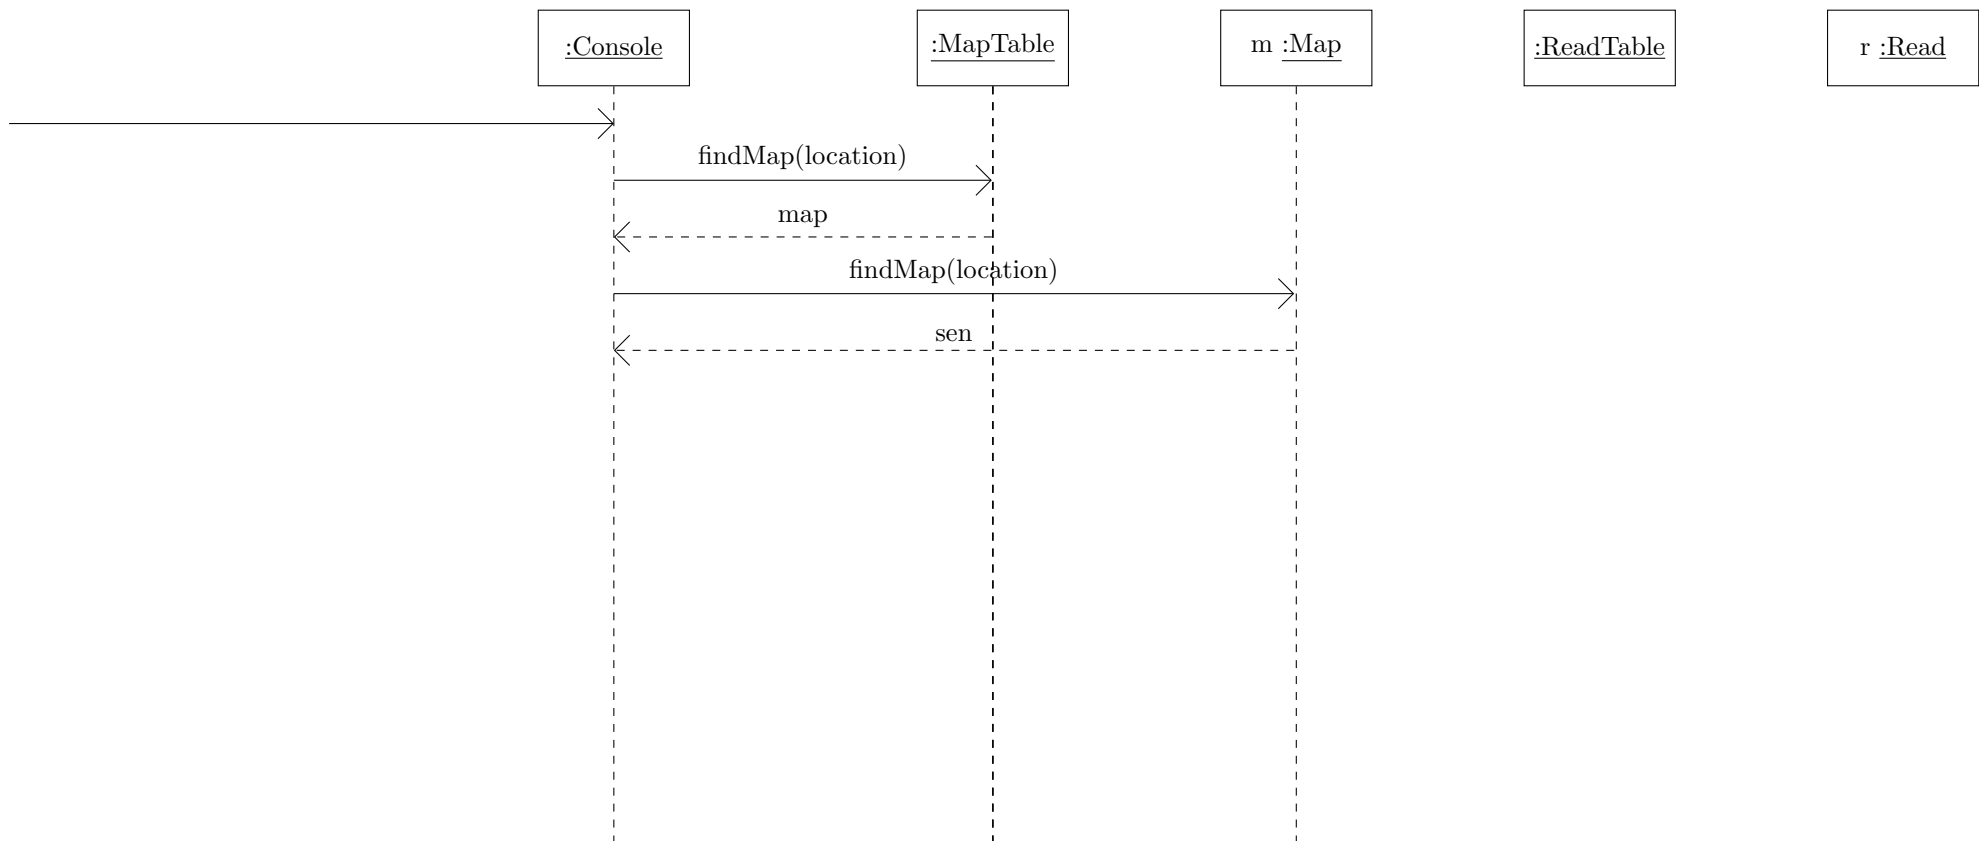 :Console
:MapTable
m :Map
:ReadTable
r :Read
findMap(location)
map
findMap(location)
sen